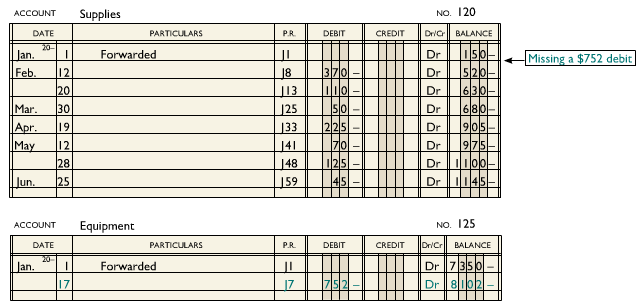 ACCOUNT Supplies NO. 120
DATE PARTICULARS P.R. DEBIT CREDIT Dr/Cr BALANCE
20–
Jan. 1 Forwarded J1 Dr 150 –
Missing a $752 debit
Feb. 12 J8 370 – Dr 520 –
20 J13 110 – Dr 630 –
Mar. 30 J25 50 – Dr 680 –
Apr. 19 J33 225 – Dr 905 –
May 12 J41 70 – Dr 975 –
28 J48 125 – Dr 1100 –
Jun. 25 J59 45 – Dr 1145 –
ACCOUNT Equipment NO. 125
DATE PARTICULARS P.R. DEBIT CREDIT Dr/Cr BALANCE
20–
Jan. 1 Forwarded J1 Dr 7350 –
17 J7 752 – Dr 8102 –